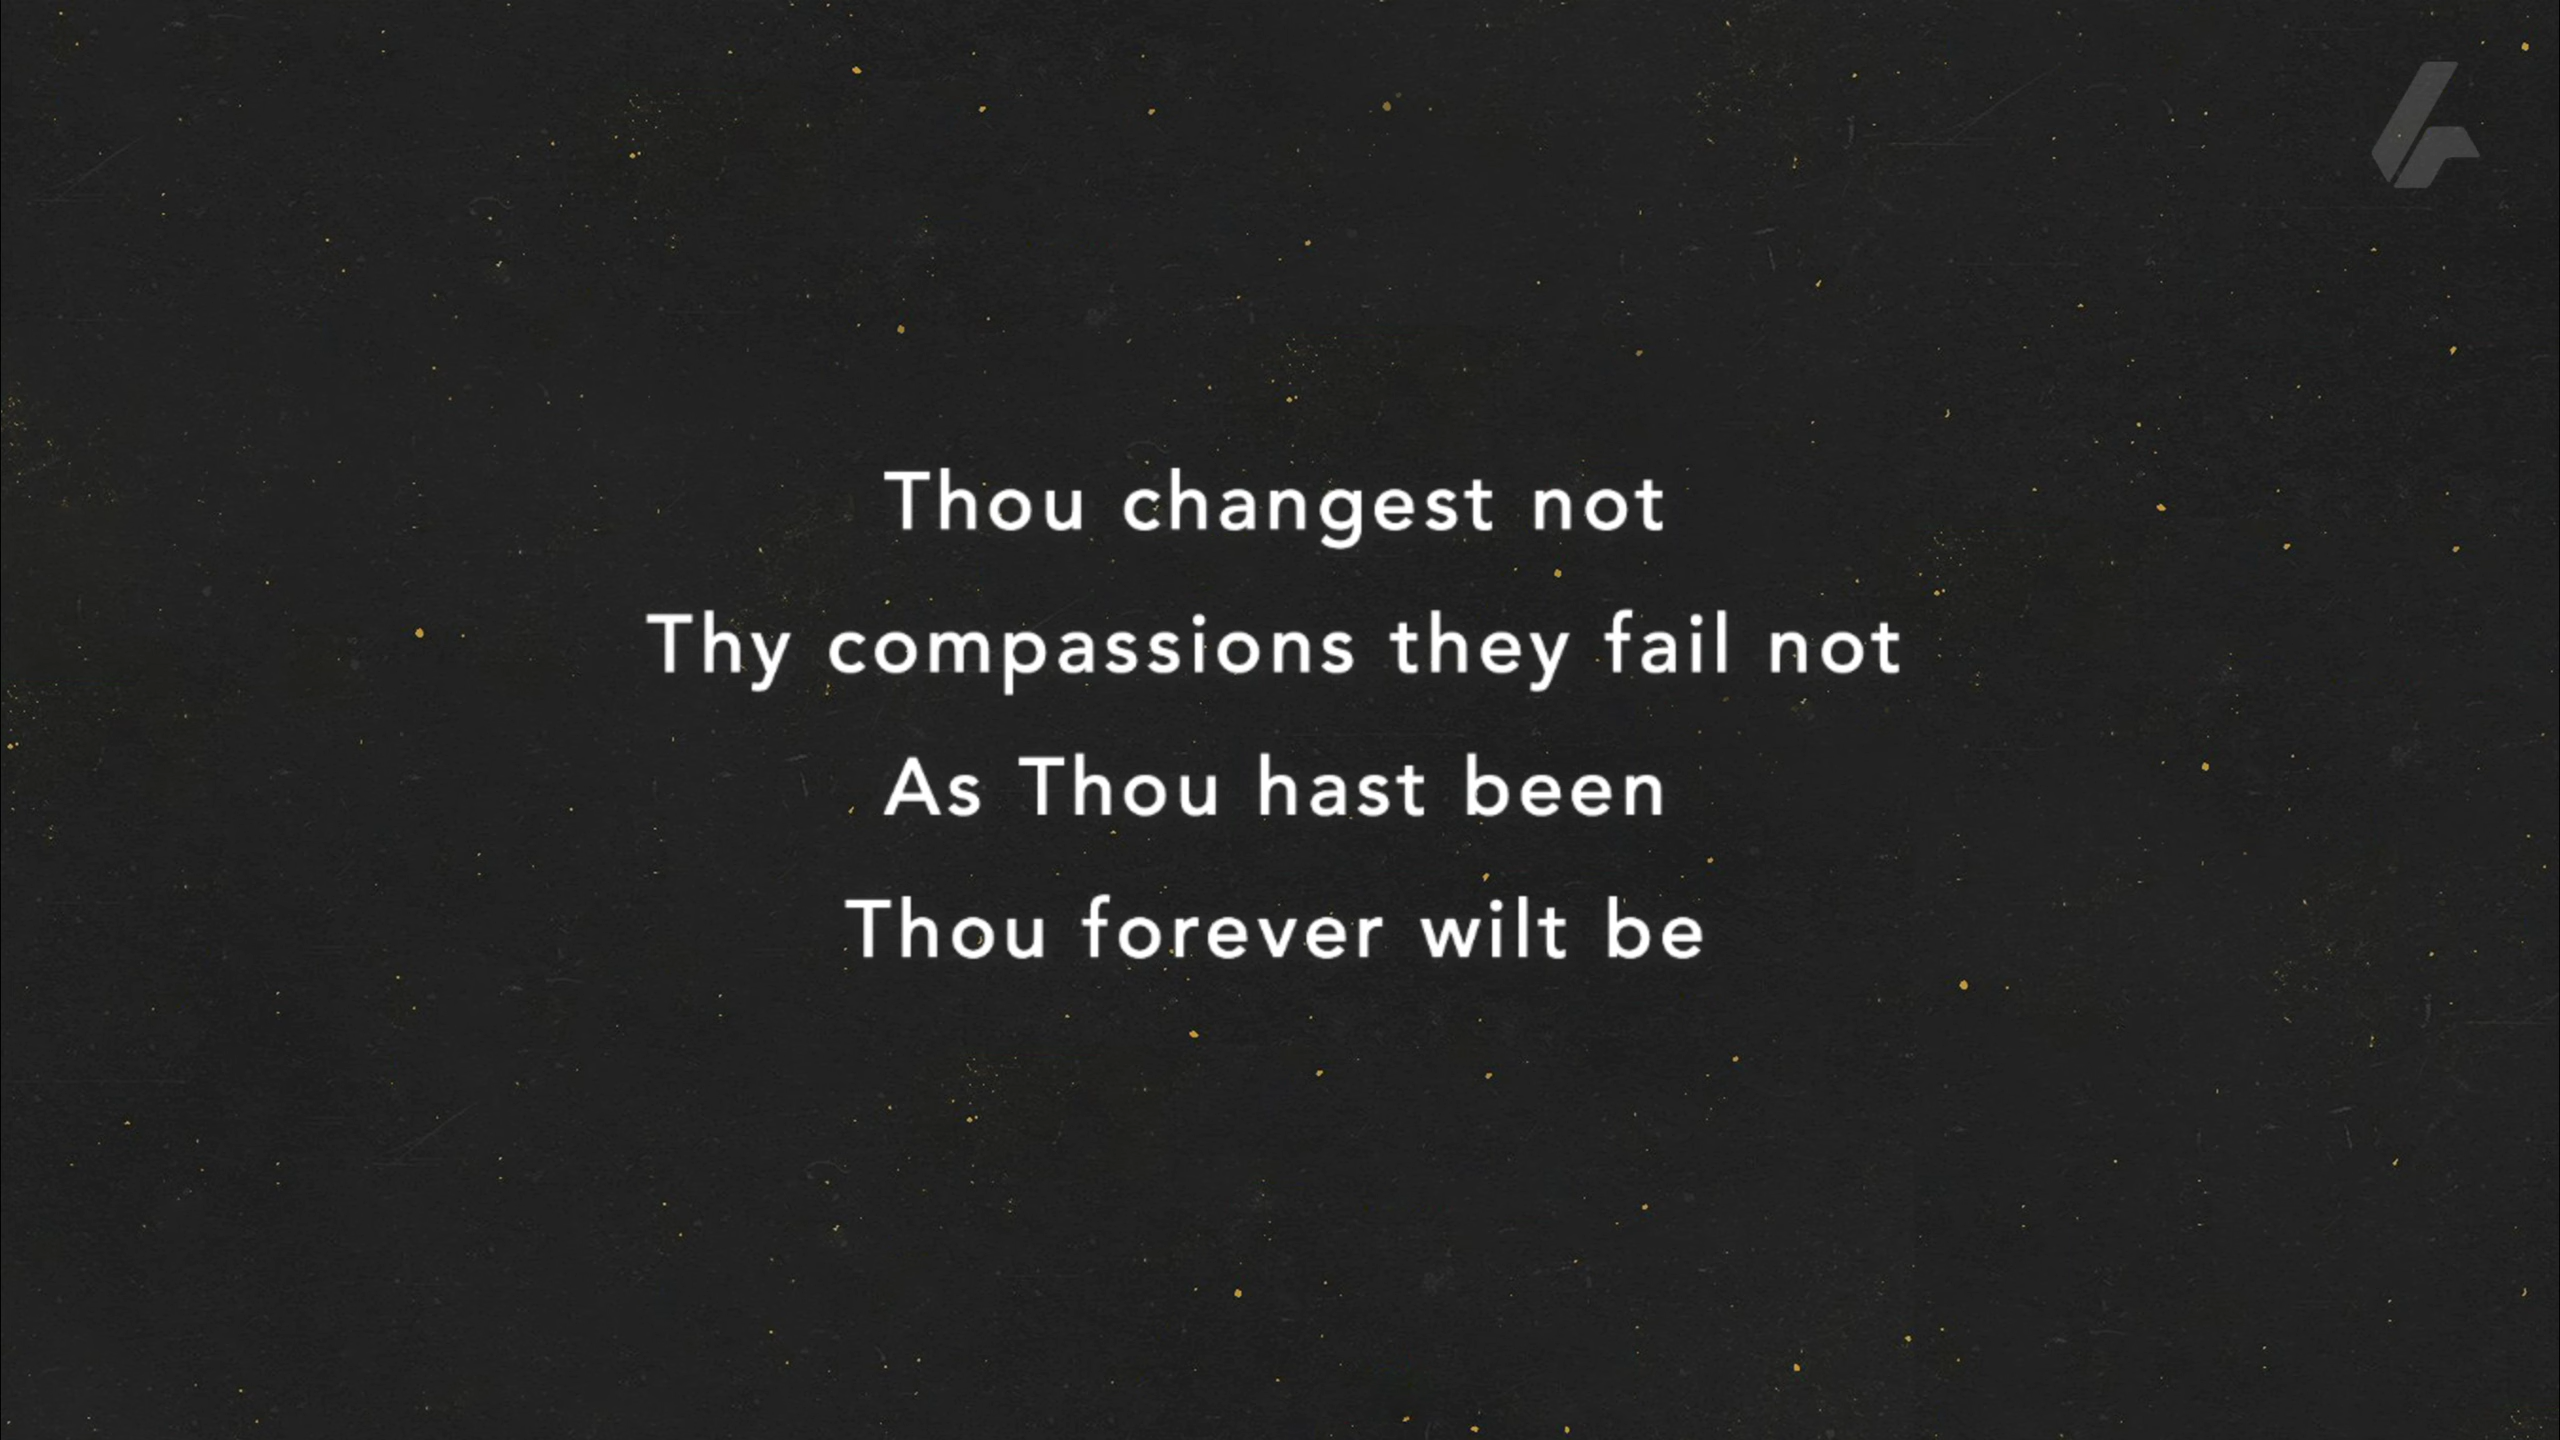 Thou changest not
Thy compassions they fail not
As Thou hast been
Thou forever wilt be